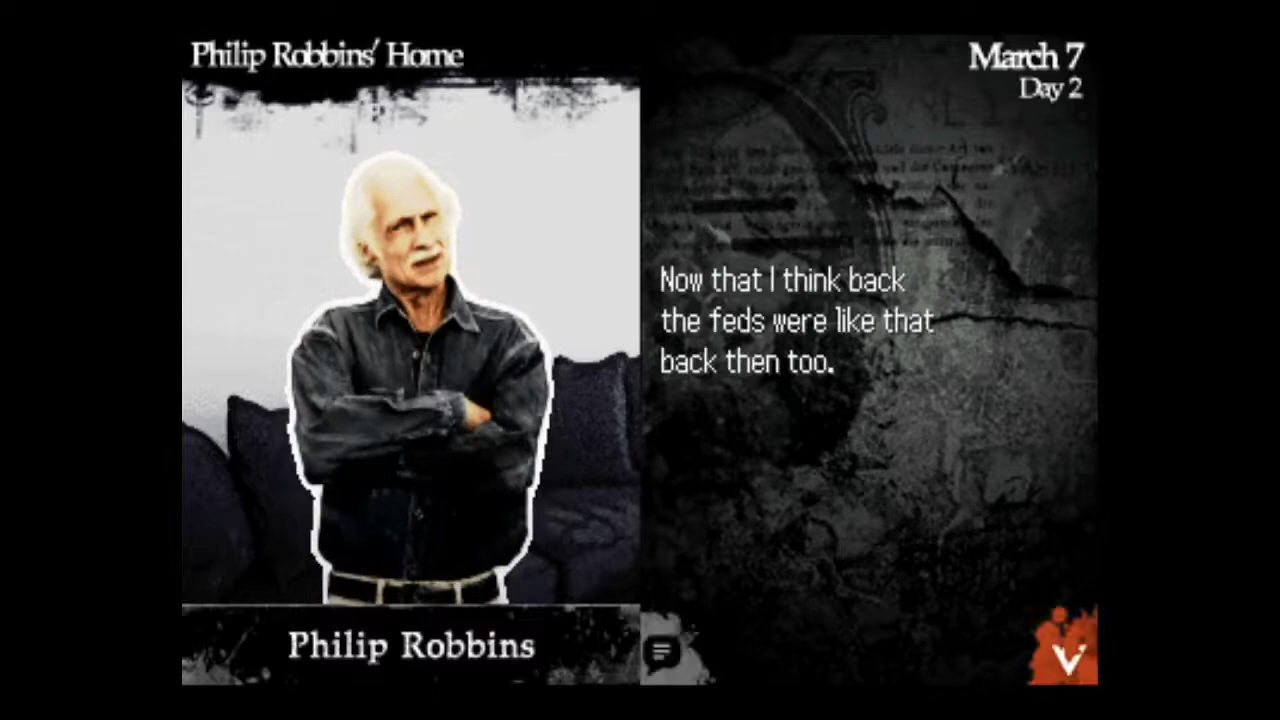 Philip Robbins' Home
March 7
Day 2
Now that I think back
the feds were like that
back then too.
Philip Robbins